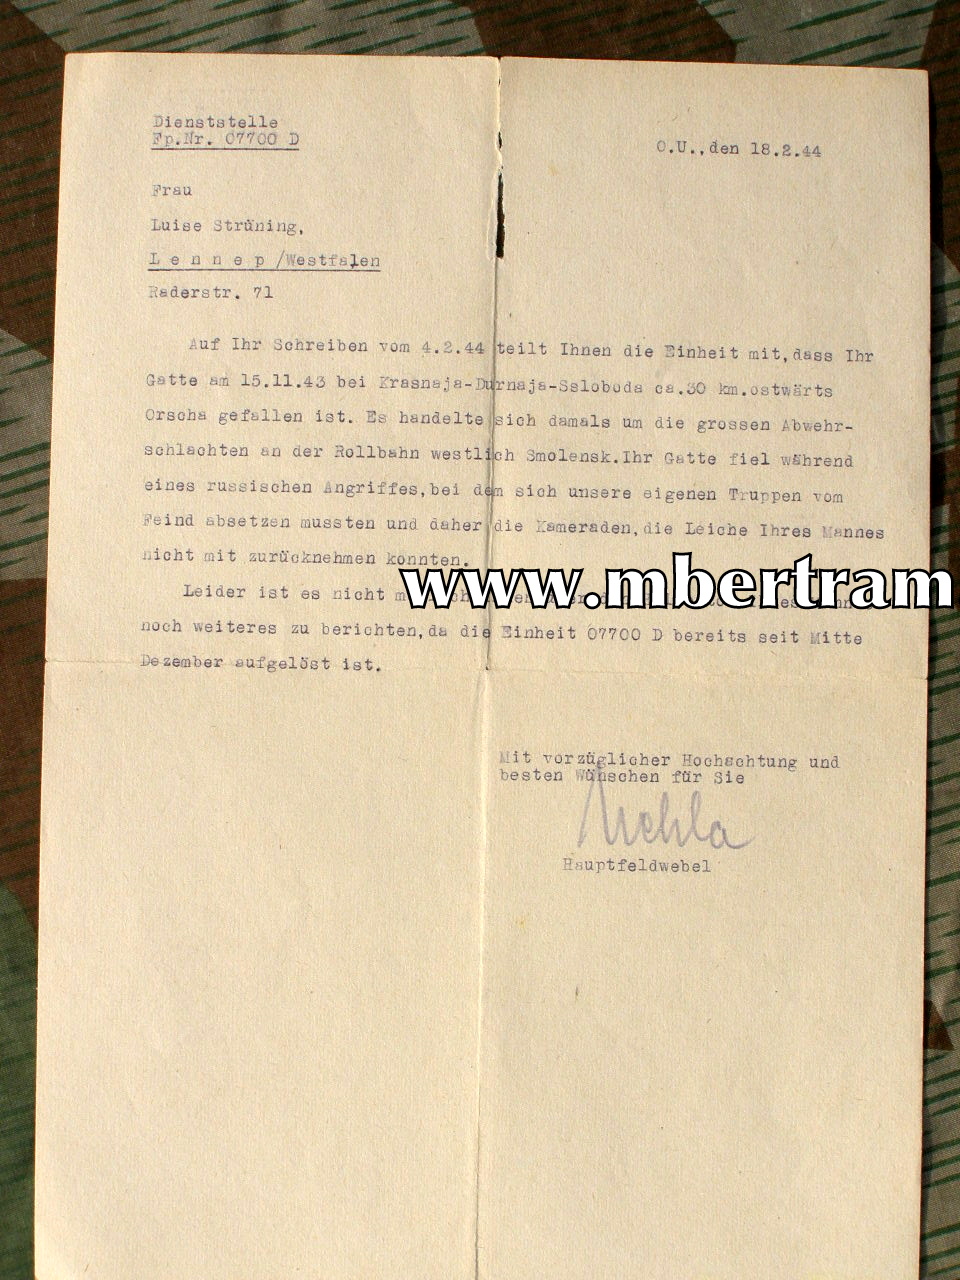 Dienststelle
Fp.Nr. 07700 D
O.U.,den 18.2.44
Frau
Luise Strüning,
L e n n e p /Westfalen
Raderstr. 71
Auf Ihr Schreiben vom 4.2.44 teilt Ihnen die Einheit mit,dass Ihr
Gatte am 15.11.43 bei Krasnaja-Durnaja-Ssloboda ca.30 km.ostwärts
Orscha gefallen ist. Es handelte sich damals um die grossen Abwehr-
schlachten an der Rollbahn westlich Smolensk.Ihr Gatte fiel während
eines russischen Angriffes,bei dem sich unsere eigenen Truppen vom
Feind absetzen mussten und daher die Kameraden,die Leiche Ihres Mannes
nicht mit zurücknehmen konnten.
www.mbertram
Leider ist es nicht
noch weiteres zu berichten,da die Einheit 07700 D bereits seit Mitte
Dezember aufgelöst ist.
Mit vorzüglicher Hochachtung und
besten Wünschen für Sie
Hauptfeldwebel